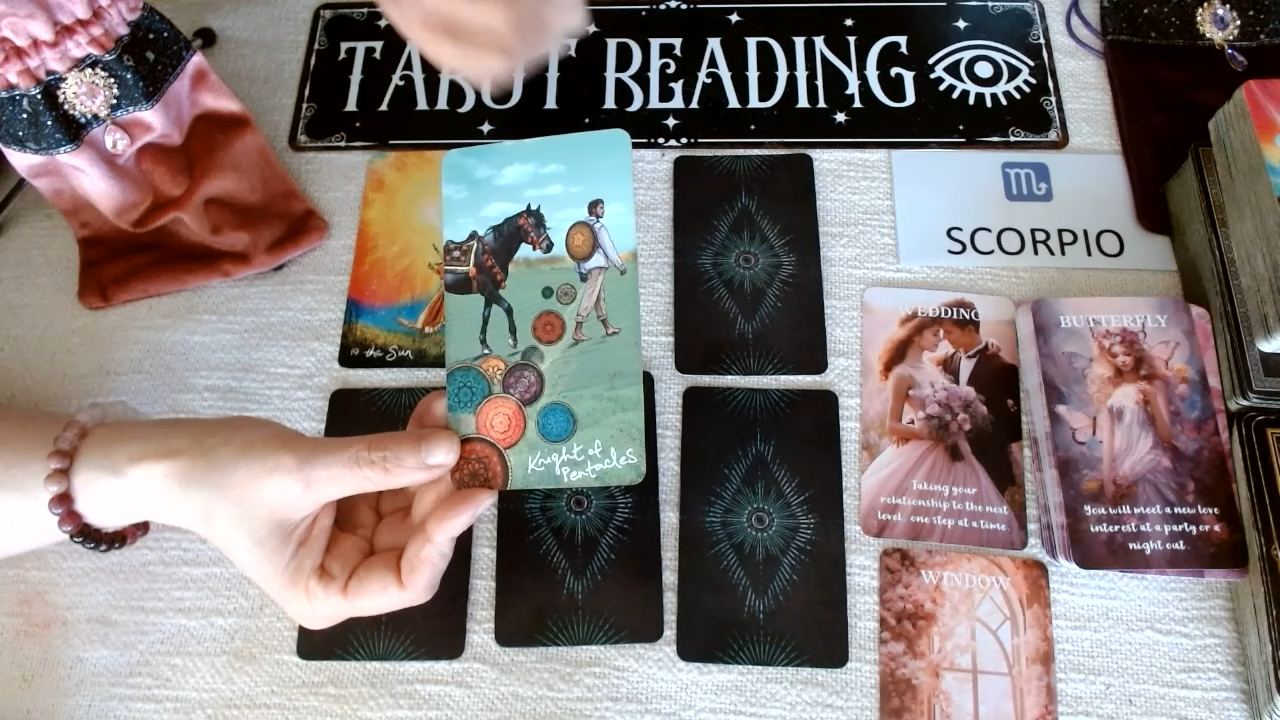 TAROT READING
SCORPIO
19 the Sun
Knight of
Pentacles
WEDDING
Taking your
relationship to the next
level, one step at a time.
BUTTERFLY
You will meet a new love
interest at a party or a
night out.
WINDOW